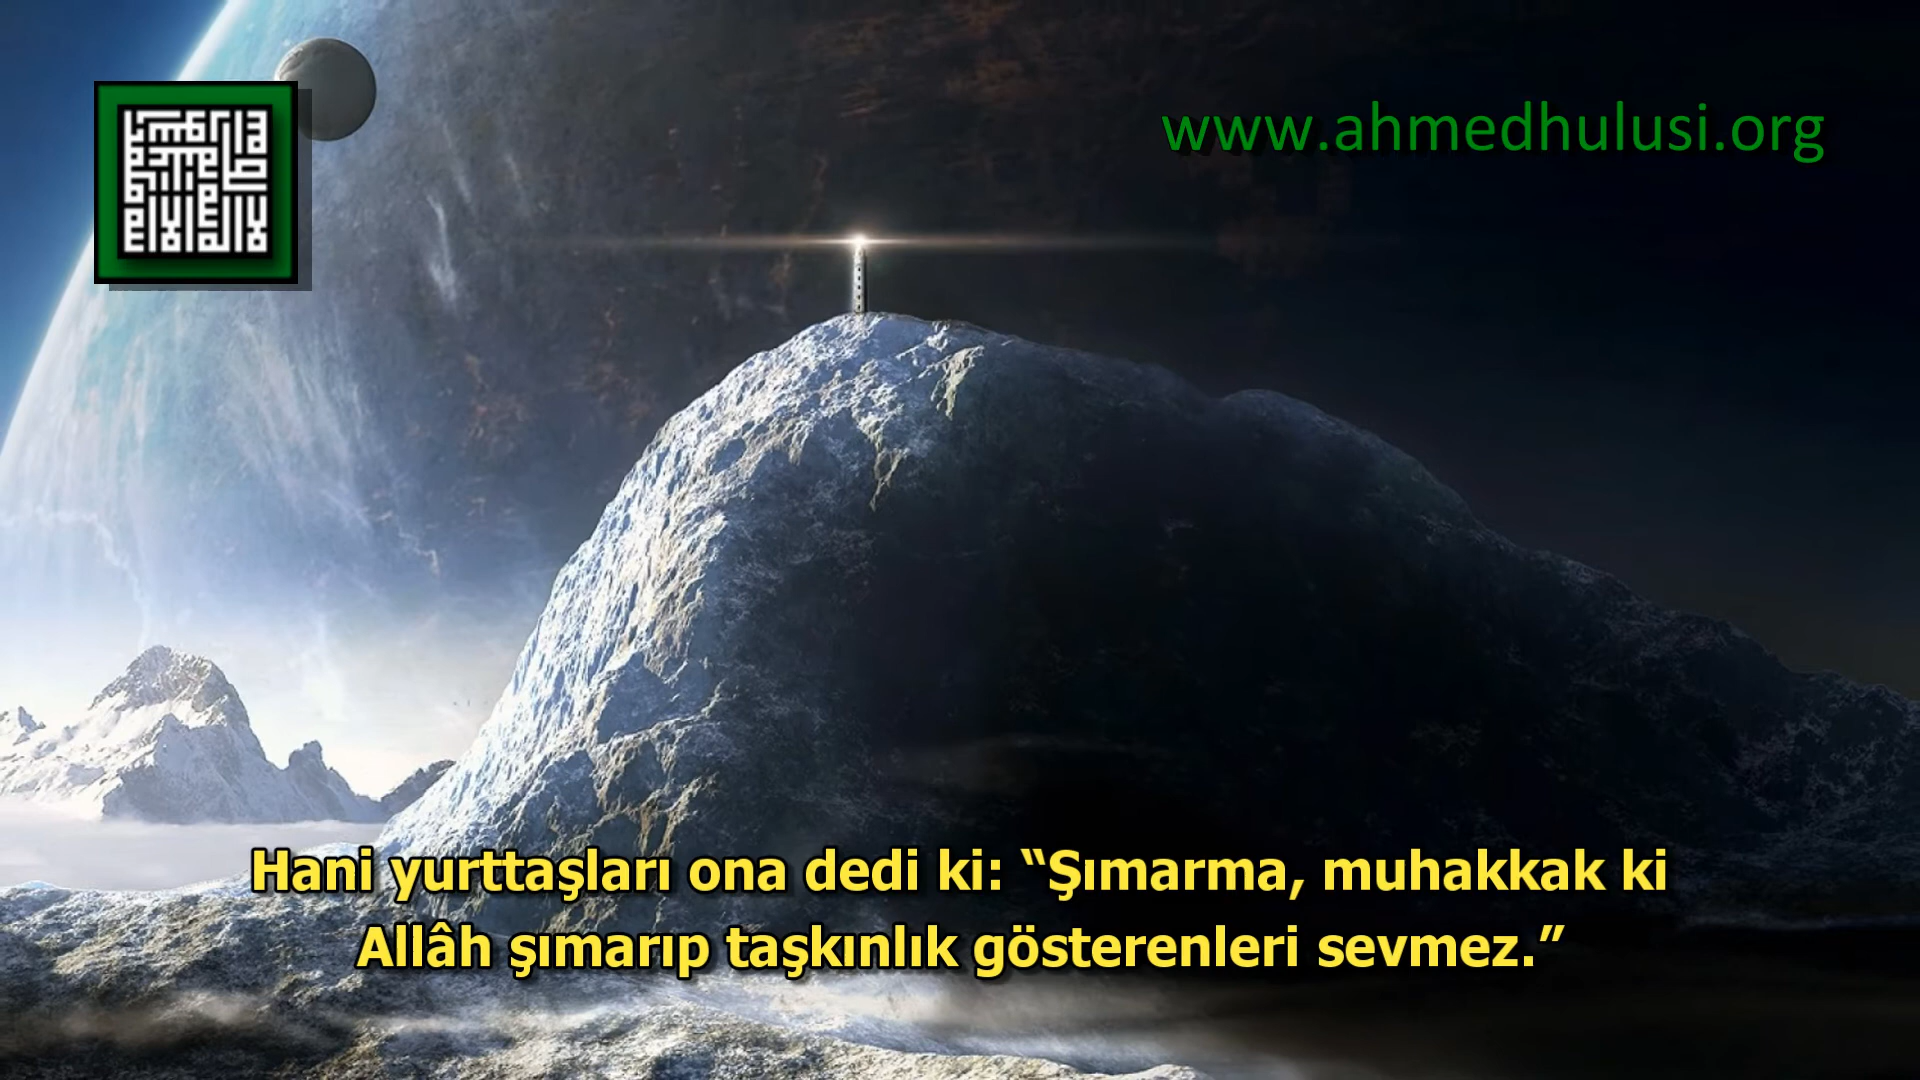 www.ahmedhulusi.org
Hani yurttaşları ona dedi ki: “Şımarma, muhakkak ki
Allâh şımarıp taşkınlık gösterenleri sevmez.”